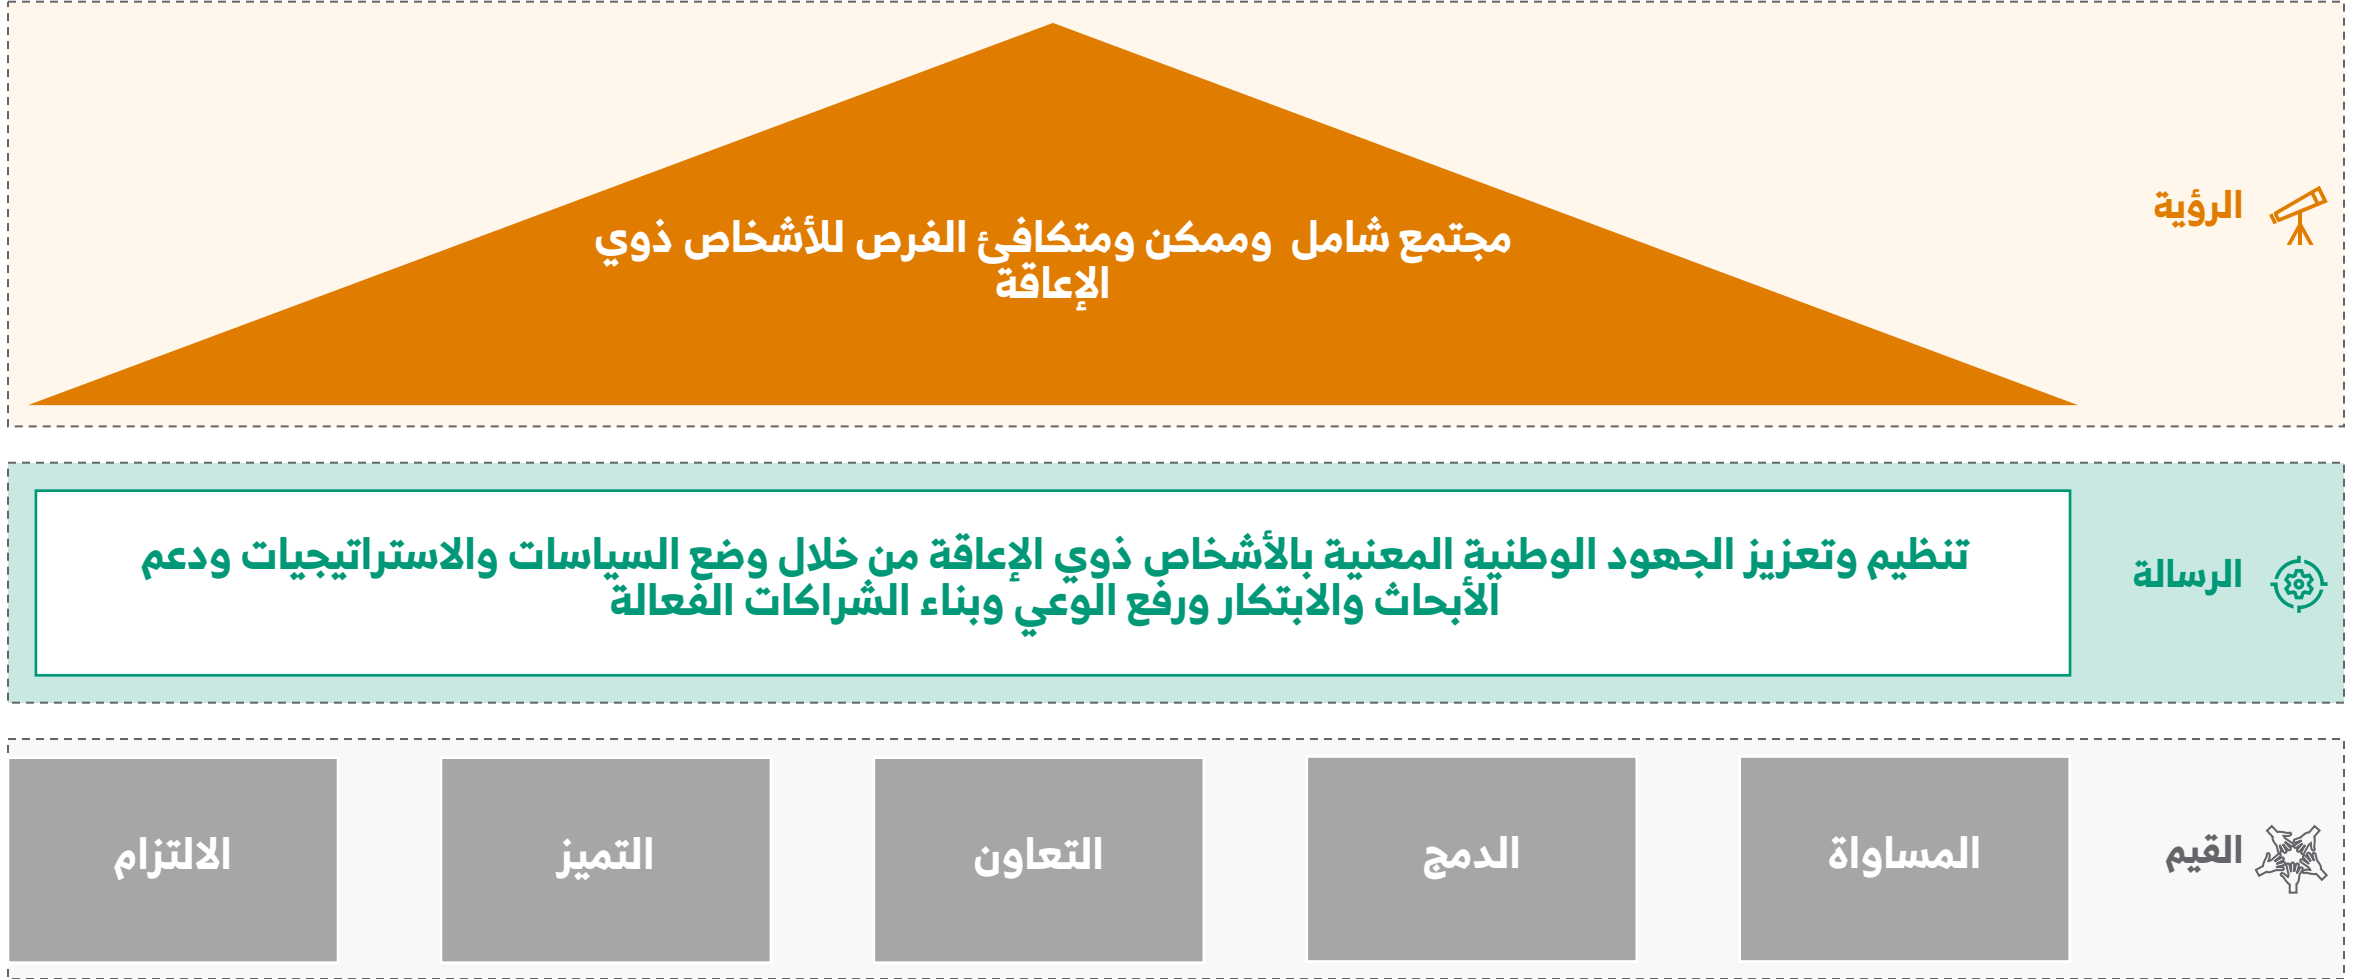 الرؤية
مجتمع شامل وممكن ومتكافئ الفرص للأشخاص ذوي
الإعاقة
الرسالة
تنظيم وتعزيز الجهود الوطنية المعنية بالأشخاص ذوي الإعاقة من خلال وضع السياسات والاستراتيجيات ودعم
الأبحاث والابتكار ورفع الوعي وبناء الشراكات الفعالة
القيم
المساواة
الدمج
التعاون
التميز
الالتزام